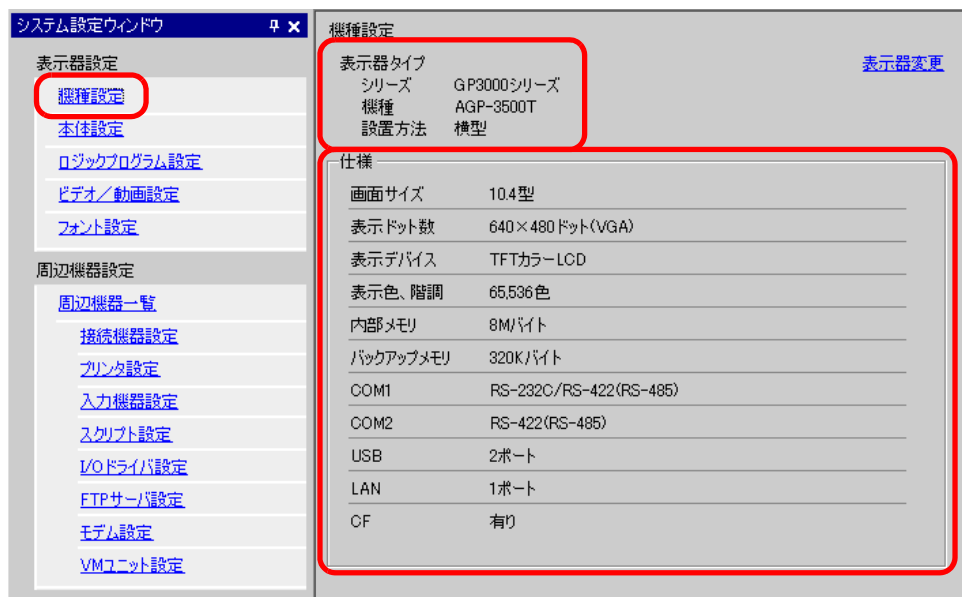 システム設定ウィンドウ
表示器設定
機種設定
本体設定
ロジックプログラム設定
ビデオ／動画設定
フォント設定
周辺機器設定
周辺機器一覧
接続機器設定
プリンタ設定
入力機器設定
スクリプト設定
I/Oドライバ設定
FTPサーバ設定
モデム設定
VMユニット設定
機種設定
表示器タイプ
表示器変更
シリーズ GP3000シリーズ
機種 AGP-3500T
設置方法 横型
仕様
画面サイズ 10.4型
表示ドット数 640×480ドット(VGA)
表示デバイス TFTカラーLCD
表示色、階調 65,536色
内部メモリ 8Mバイト
バックアップメモリ 320Kバイト
COM1 RS-232C/RS-422(RS-485)
COM2 RS-422(RS-485)
USB 2ポート
LAN 1ポート
CF 有り